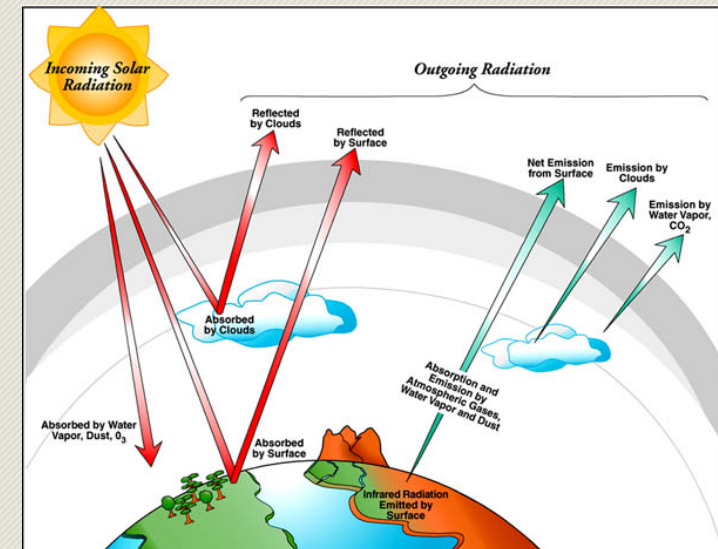 Incoming Solar
Radiation
Outgoing Radiation
Reflected
by Clouds
Reflected
by Surface
Net Emission
from Surface
Emission by
Clouds
Emission by
Water Vapor,
CO₂
Absorbed
by Clouds
Absorption and
Emission by
Atmospheric Gases,
Water Vapor and Dust
Absorbed by Water
Vapor, Dust, 0₃
Absorbed
by Surface
Infrared Radiation
Emitted by
Surface